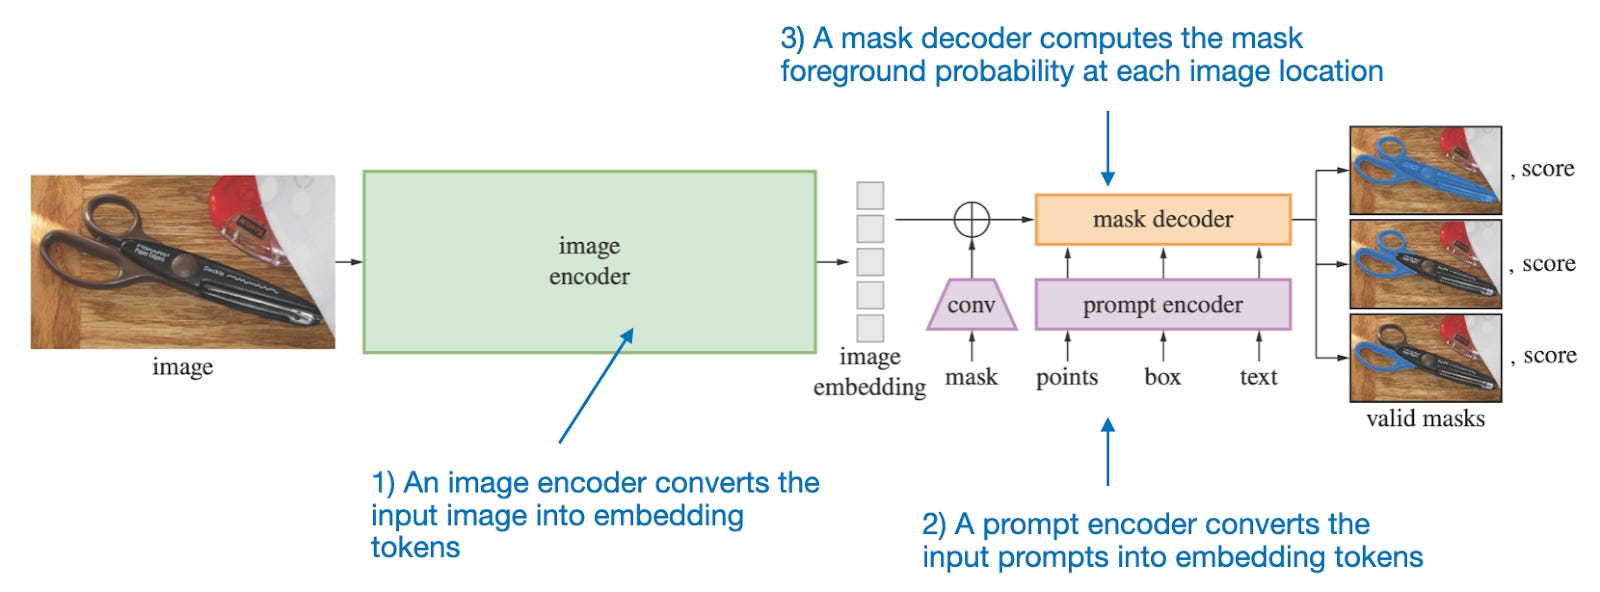 3) A mask decoder computes the mask
foreground probability at each image location
image
encoder
mask decoder
conv
prompt encoder
image
embedding
mask
points
box
text
, score
, score
, score
image
valid masks
1) An image encoder converts the
input image into embedding
tokens
2) A prompt encoder converts the
input prompts into embedding tokens